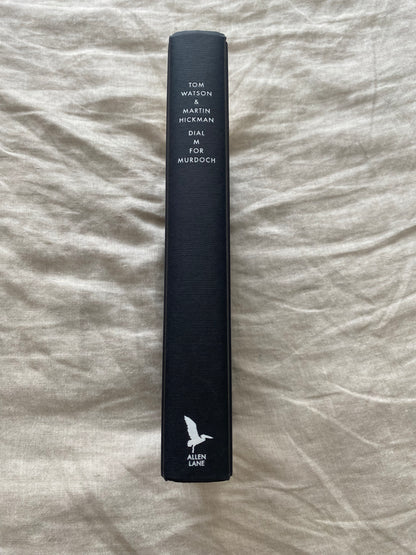 TOM
WATSON
&
MARTIN
HICKMAN
DIAL
M
FOR
MURDOCH
ALLEN
LANE